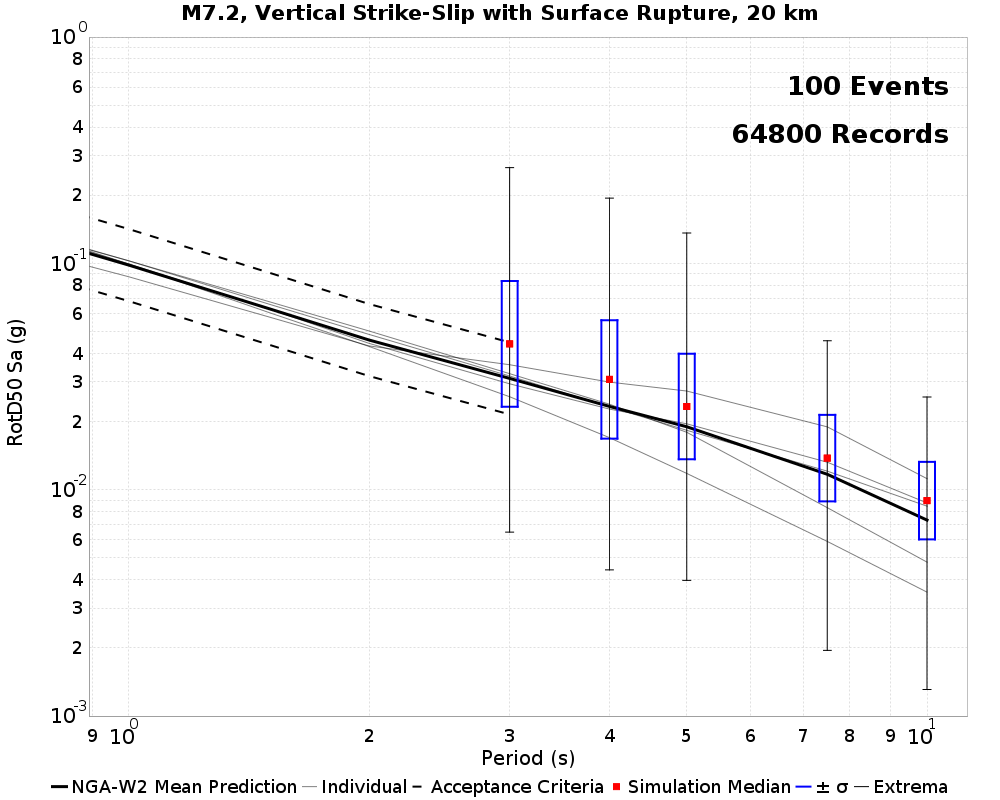 M7.2, Vertical Strike-Slip with Surface Rupture, 20 km
100 Events
64800 Records
RotD50 Sa (g)
10^0
8
6
4
3
2
10^-1
8
6
4
3
2
10^-2
8
6
4
3
2
10^-3
9 10^0 2 3 4 5 6 7 8 9 10^1
Period (s)
NGA-W2 Mean Prediction Individual Acceptance Criteria Simulation Median ± σ Extrema